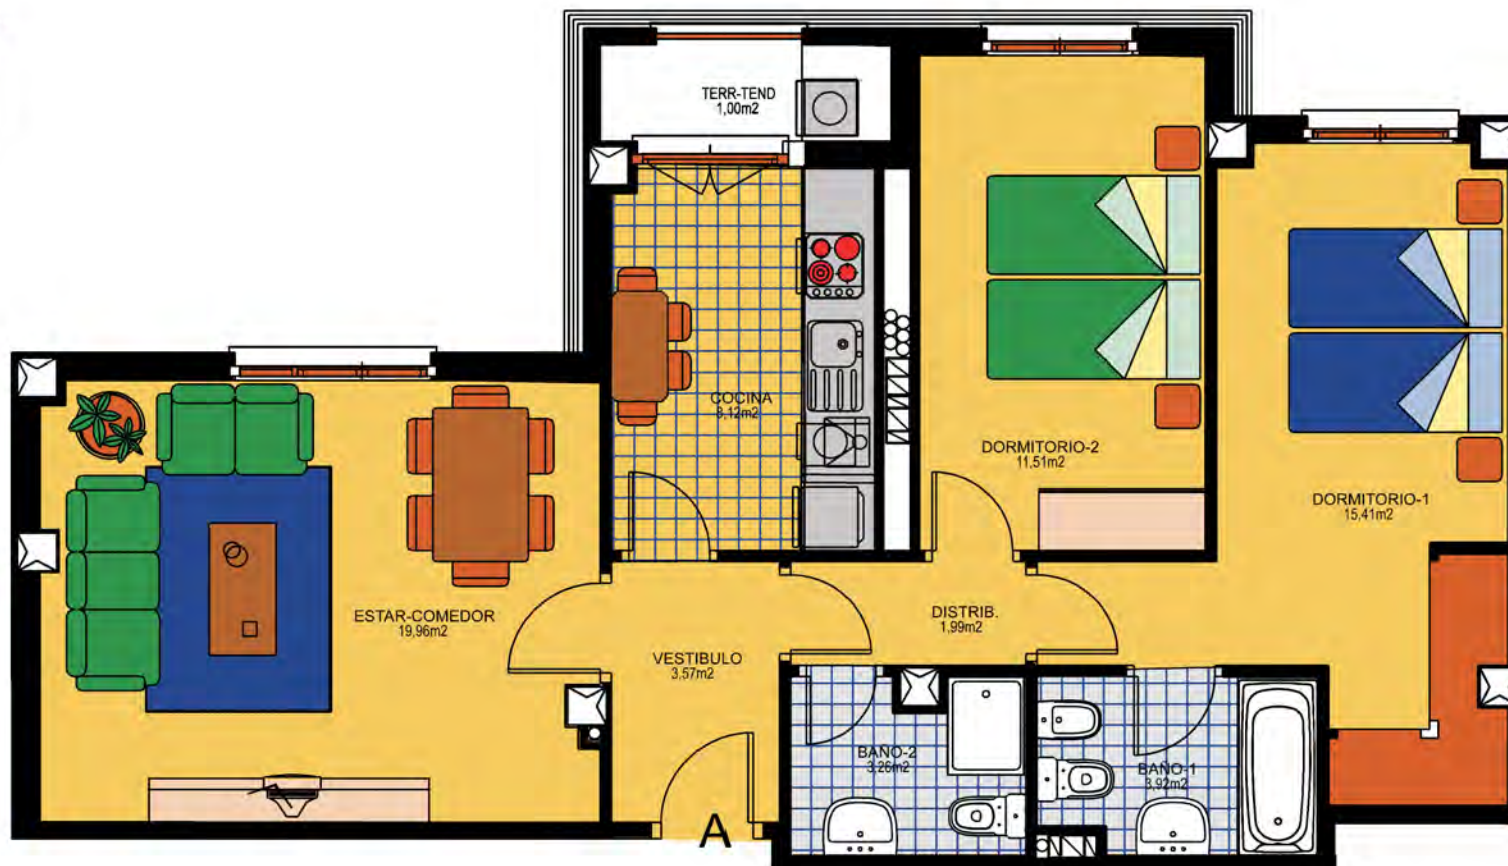 TERR-TEND
1,00m2
COCINA
8,12m2
DORMITORIO-2
11,51m2
DORMITORIO-1
15,41m2
ESTAR-COMEDOR
19,96m2
VESTIBULO
3,57m2
DISTRIB.
1,99m2
BAÑO-2
3,26m2
BAÑO-1
3,92m2
A